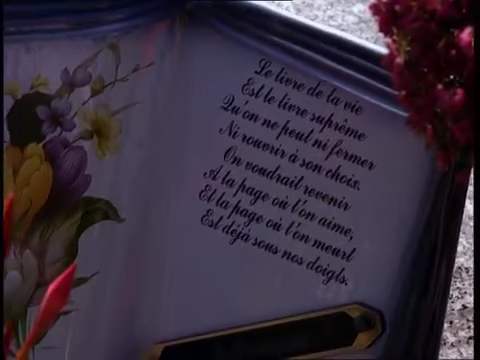 Le livre de la vie
Est le livre suprême
Qu'on ne peut ni fermer
Ni rouvrir à son choix.
On voudrait revenir
A la page où l'on aime,
Et la page où l'on meurt
Est déjà sous nos doigts.